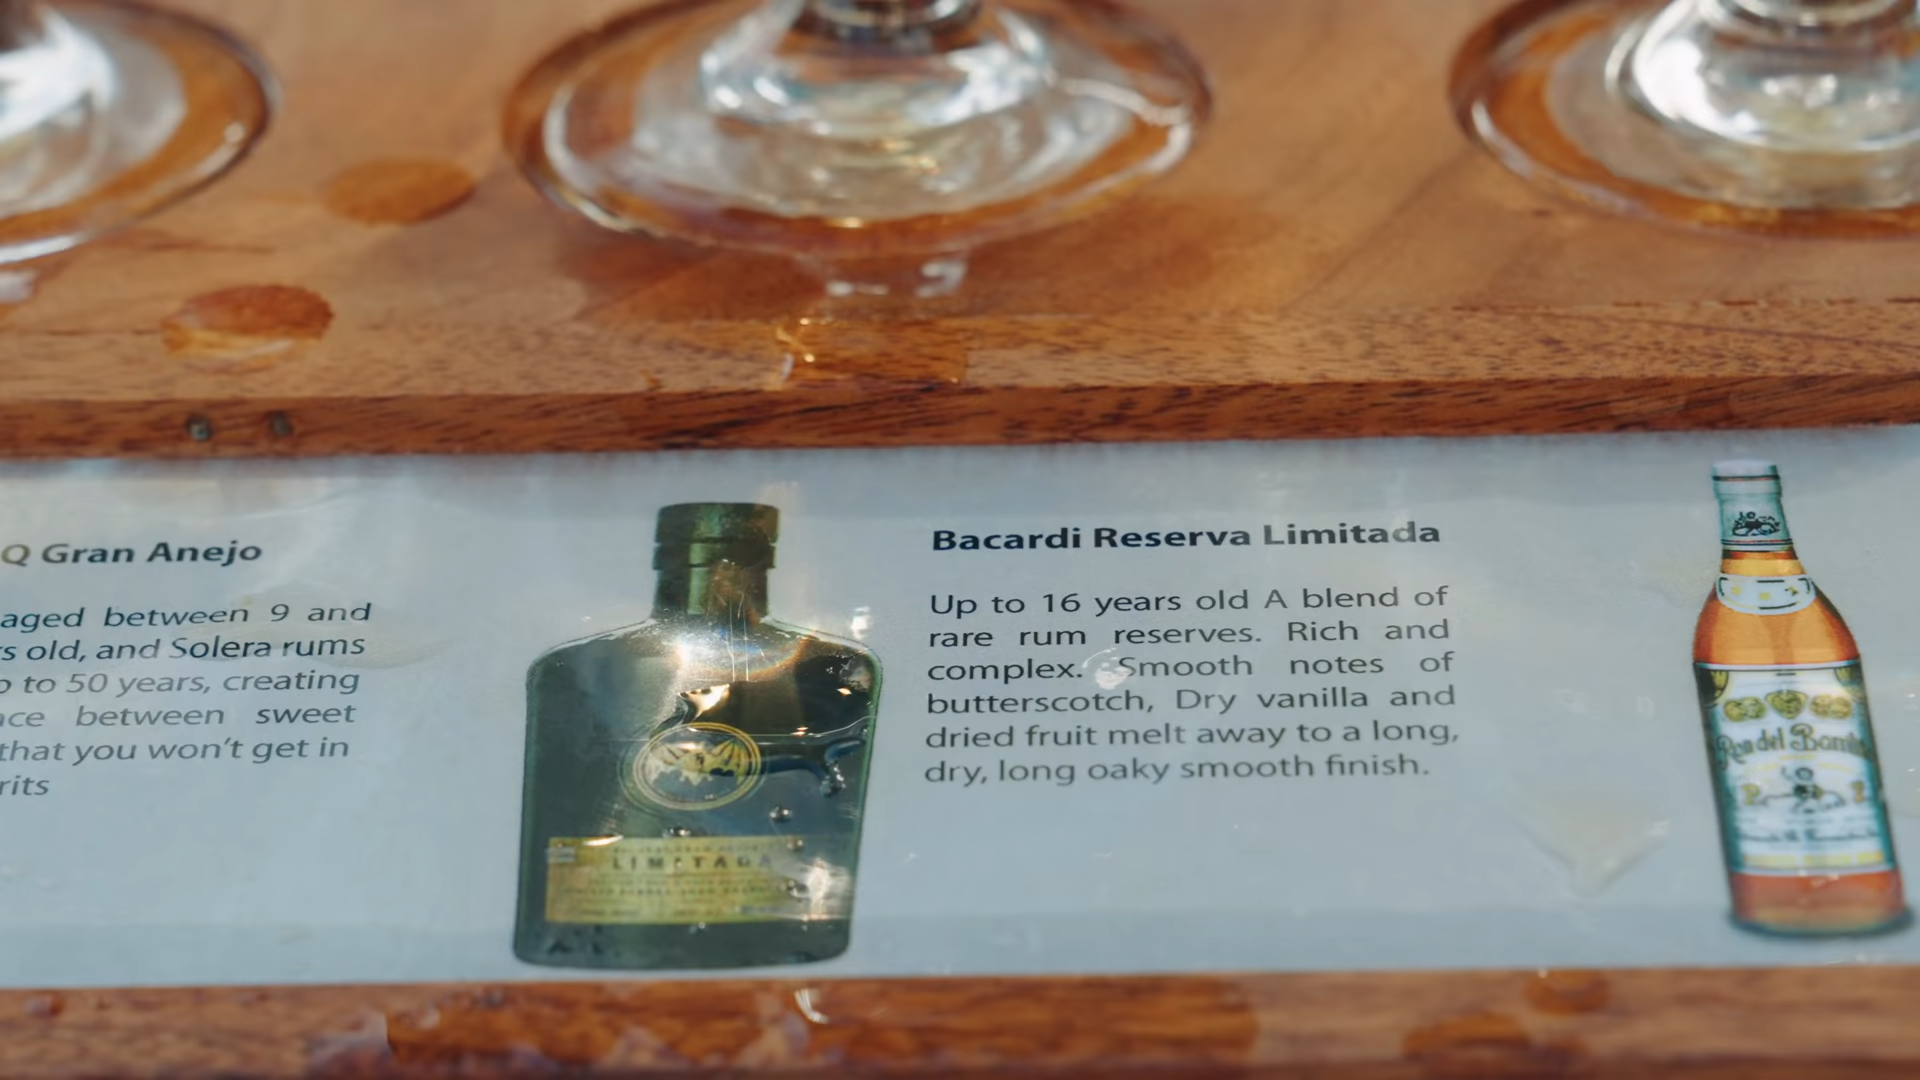 Q Gran Anejo
aged between 9 and
s old, and Solera rums
to 50 years, creating
between sweet
that you won't get in
Bacardi Reserva Limitada
Up to 16 years old A blend of
rare rum reserves. Rich and
complex. Smooth notes of
butterscotch, Dry vanilla and
dried fruit melt away to a long,
dry, long oaky smooth finish.
LIMITADA
Ron del